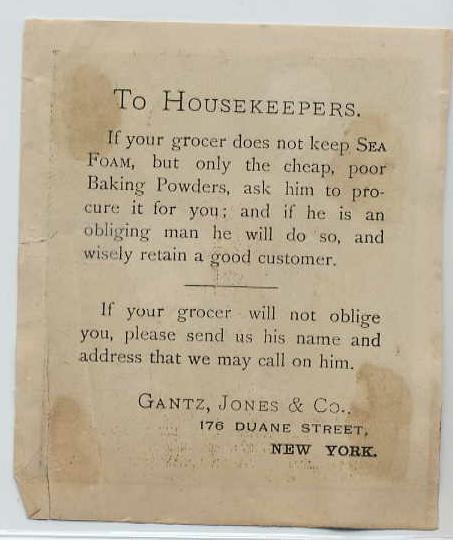 To Housekeepers.
If your grocer does not keep Sea
Foam, but only the cheap, poor
Baking Powders, ask him to pro-
cure it for you; and if he is an
obliging man he will do so, and
wisely retain a good customer.
If your grocer will not oblige
you, please send us his name and
address that we may call on him.
Gantz, Jones & Co.,
176 DUANE STREET,
NEW YORK.